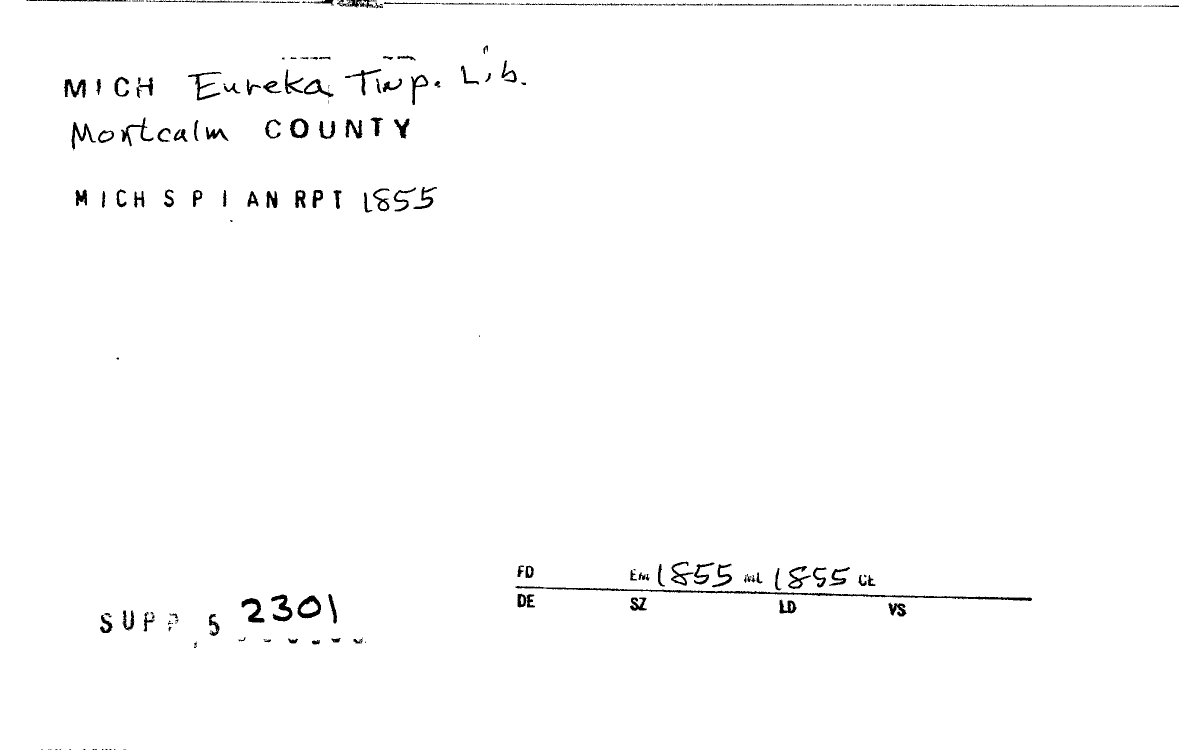 MICH Eureka Twp. Lib.
Montcalm COUNTY
MICH S P I AN RPT 1855
FD EM 1855 ML 1855 CE
DE SZ LD VS
SUPP 5 2301